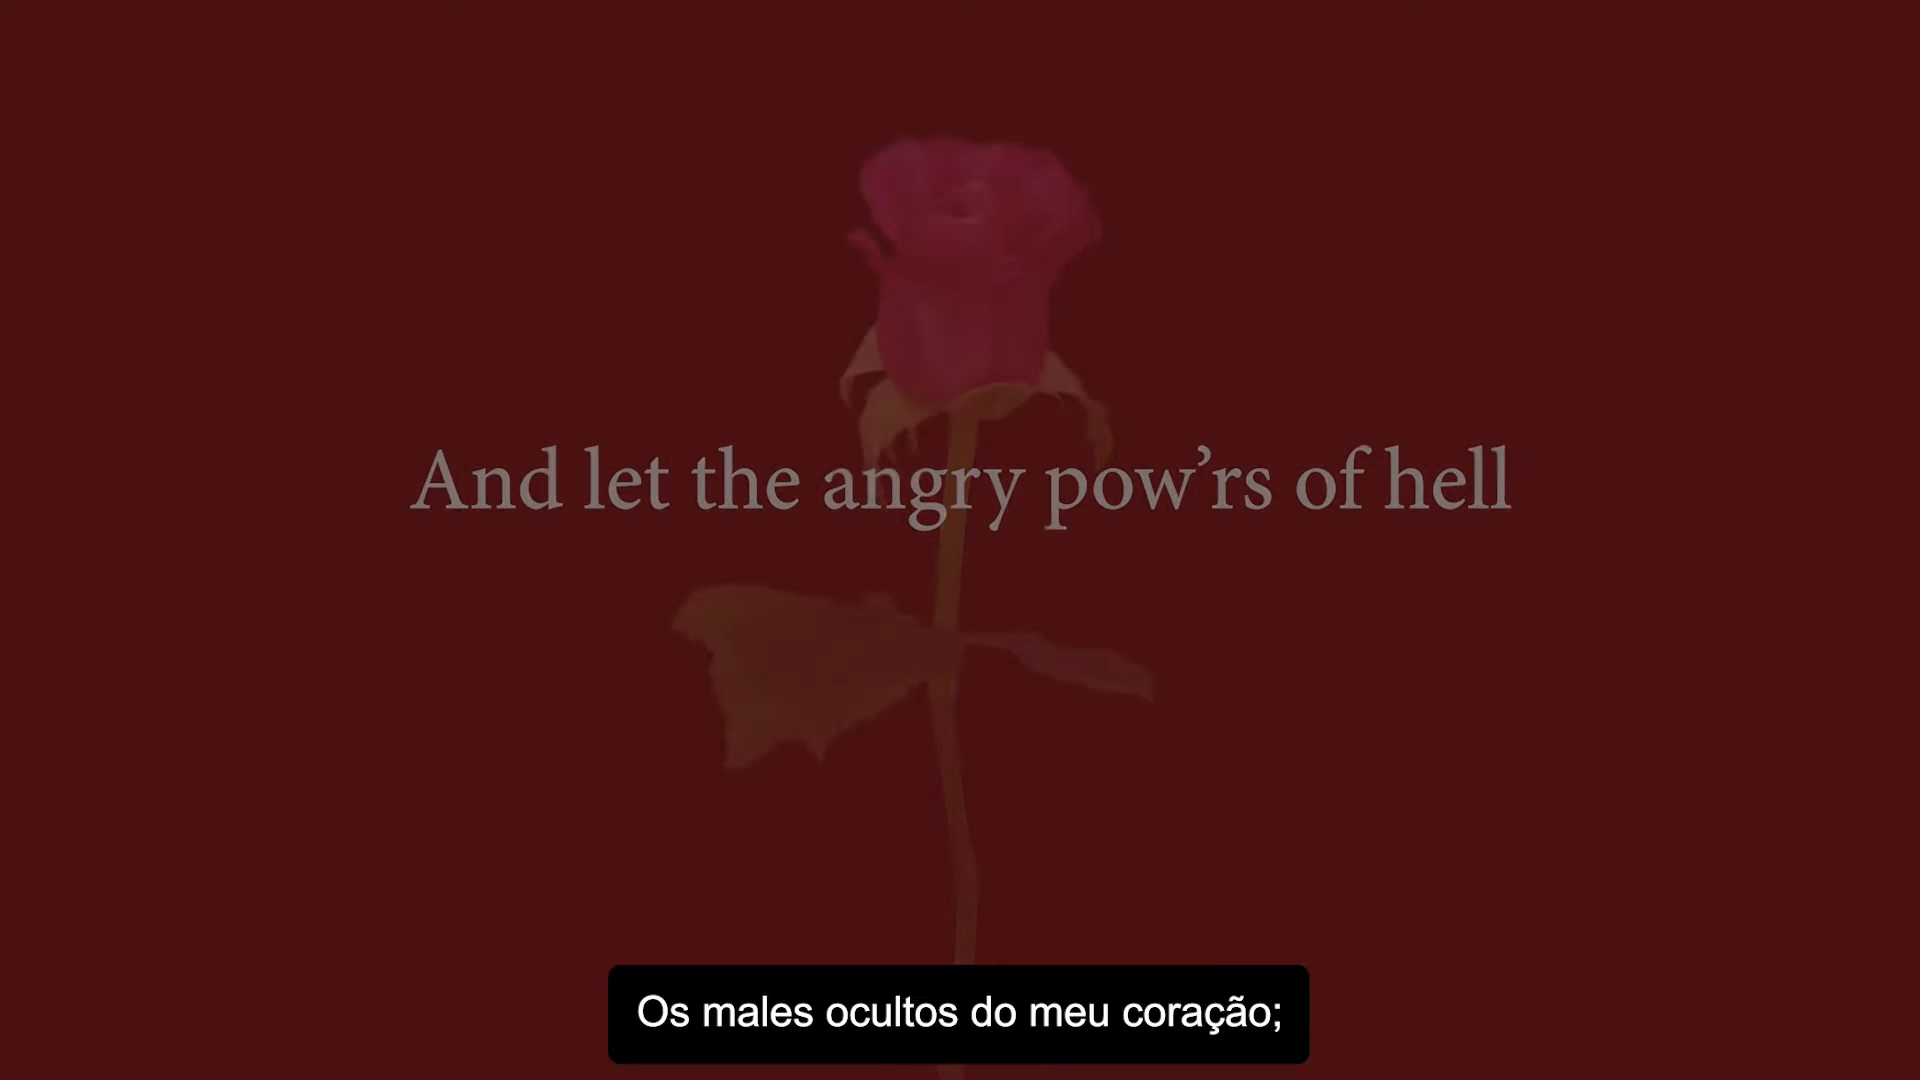 And let the angry pow’rs of hell
Os males ocultos do meu coração;